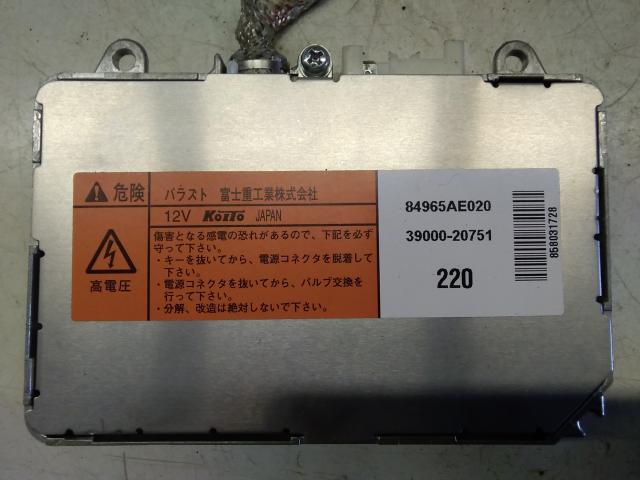 危険 バラスト 富士重工業株式会社
12V KOITO JAPAN
高電圧
傷害となる感電の恐れがあるので、下記を必ず
守って下さい。
・キーを抜いてから、電源コネクタを脱着して
下さい。
・電源コネクタを抜いてから、バルブ交換を
行って下さい。
・分解、改造は絶対しないで下さい。
84965AE020
39000-20751
220
858031728